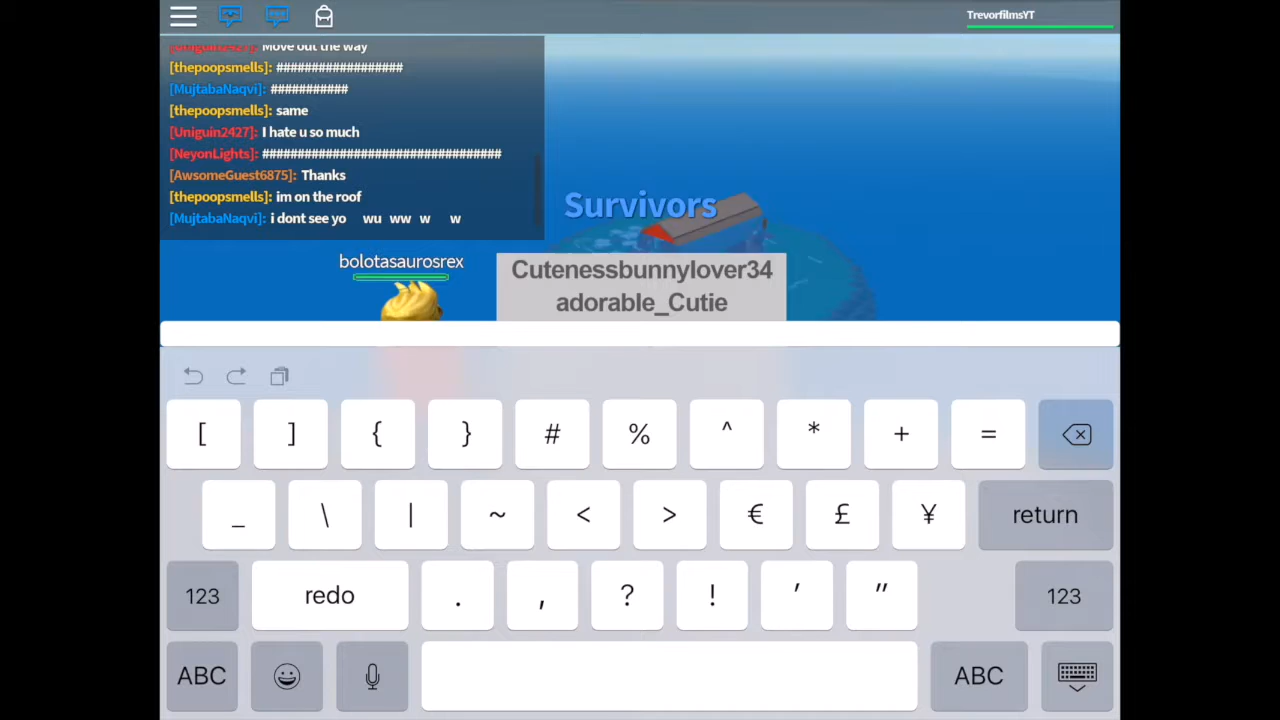 TrevorfilmsYT
Move out the way
[thepoopsmells]: ##################
[MujtabaNaqvi]: ###########
[thepoopsmells]: same
[Uniguin2427]: I hate u so much
[NeyonLights]: ##################################
[AwsomeGuest6875]: Thanks
[thepoopsmells]: im on the roof
[MujtabaNaqvi]: i dont see yo wu ww w w
Survivors
bolotasaurosrex
Cutenessbunnylover34
adorable_Cutie
[ ] { } # % ^ * + =
_ \ | ~ < > € £ ¥ return
123 redo . , ? ! ' " 123
ABC ABC